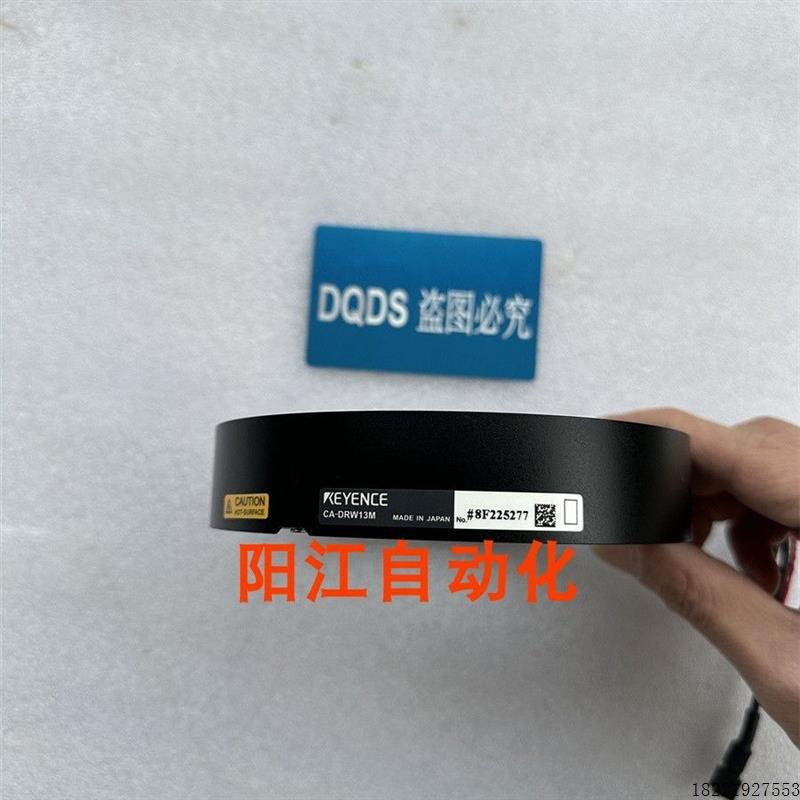 DQDS 盗图必究
CAUTION
HOT-SURFACE
KEYENCE
CA-DRW13M
MADE IN JAPAN
No. #8F225277
阳江自动化